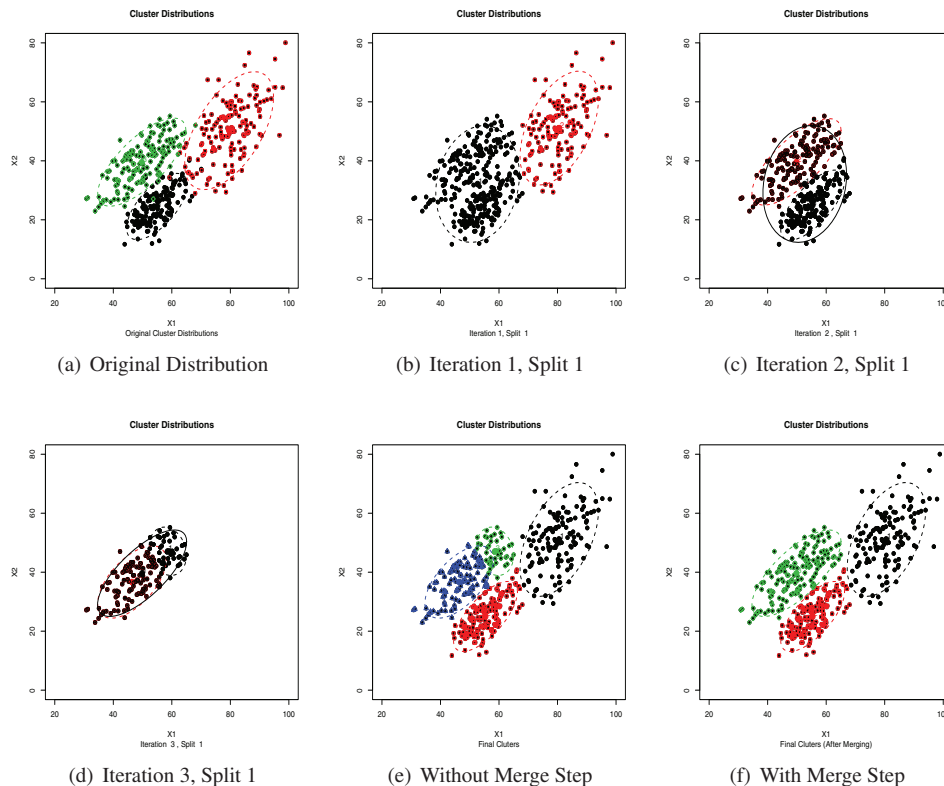 Cluster Distributions
Cluster Distributions
Cluster Distributions
X2
0 20 40 60 80
20 40 60 80 100
X1
Original Cluster Distributions
X2
0 20 40 60 80
20 40 60 80 100
X1
Iteration 1, Split 1
X2
0 20 40 60 80
20 40 60 80 100
X1
Iteration 2 , Split 1
(a) Original Distribution
(b) Iteration 1, Split 1
(c) Iteration 2, Split 1
Cluster Distributions
Cluster Distributions
Cluster Distributions
X2
0 20 40 60 80
20 40 60 80 100
X1
Iteration 3 , Split 1
X2
0 20 40 60 80
20 40 60 80 100
X1
Final Cluters
X2
0 20 40 60 80
20 40 60 80 100
X1
Final Cluters (After Merging)
(d) Iteration 3, Split 1
(e) Without Merge Step
(f) With Merge Step